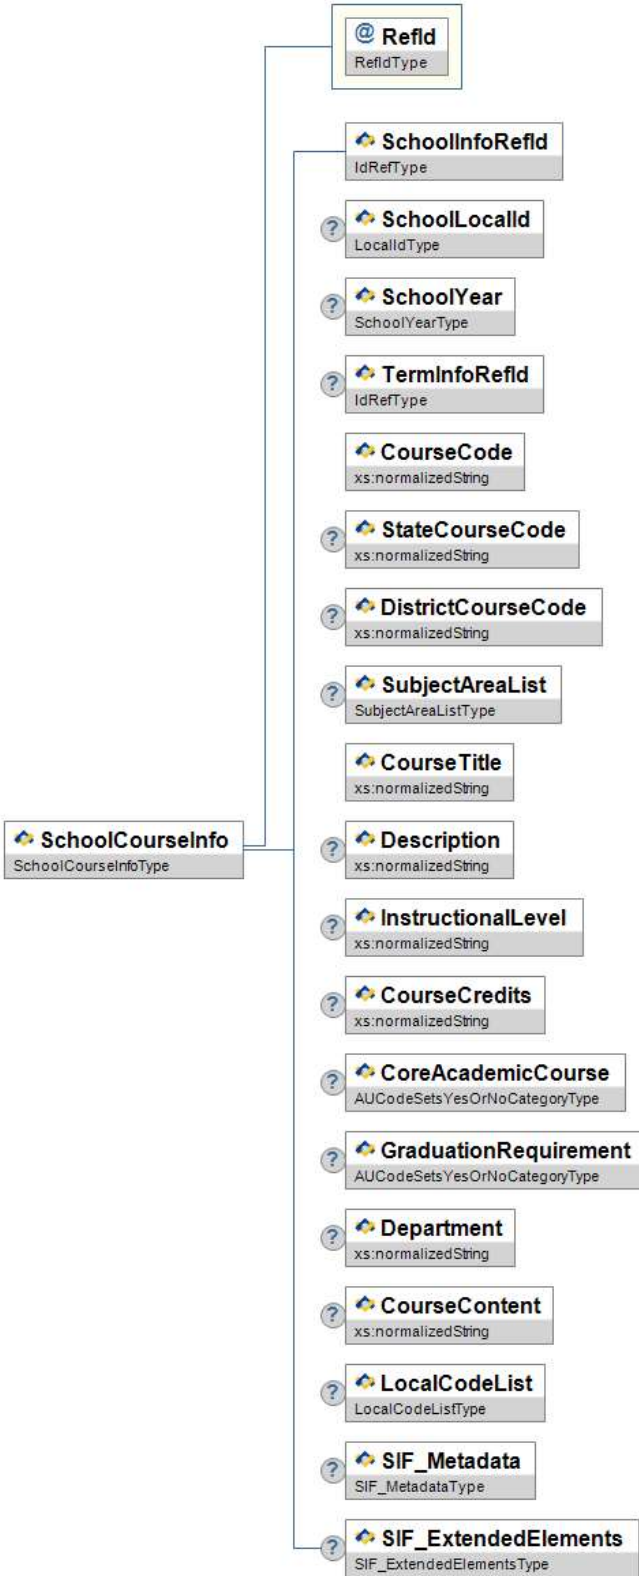 @ RefId
RefIdType
SchoolInfoRefId
IdRefType
? SchoolLocalId
LocalIdType
? SchoolYear
SchoolYearType
? TermInfoRefId
IdRefType
CourseCode
xs:normalizedString
? StateCourseCode
xs:normalizedString
? DistrictCourseCode
xs:normalizedString
? SubjectAreaList
SubjectAreaListType
CourseTitle
xs:normalizedString
SchoolCourseInfo
SchoolCourseInfoType
? Description
xs:normalizedString
? InstructionalLevel
xs:normalizedString
? CourseCredits
xs:normalizedString
? CoreAcademicCourse
AUCodeSetsYesOrNoCategoryType
? GraduationRequirement
AUCodeSetsYesOrNoCategoryType
? Department
xs:normalizedString
? CourseContent
xs:normalizedString
? LocalCodeList
LocalCodeListType
? SIF_Metadata
SIF_MetadataType
? SIF_ExtendedElements
SIF_ExtendedElementsType